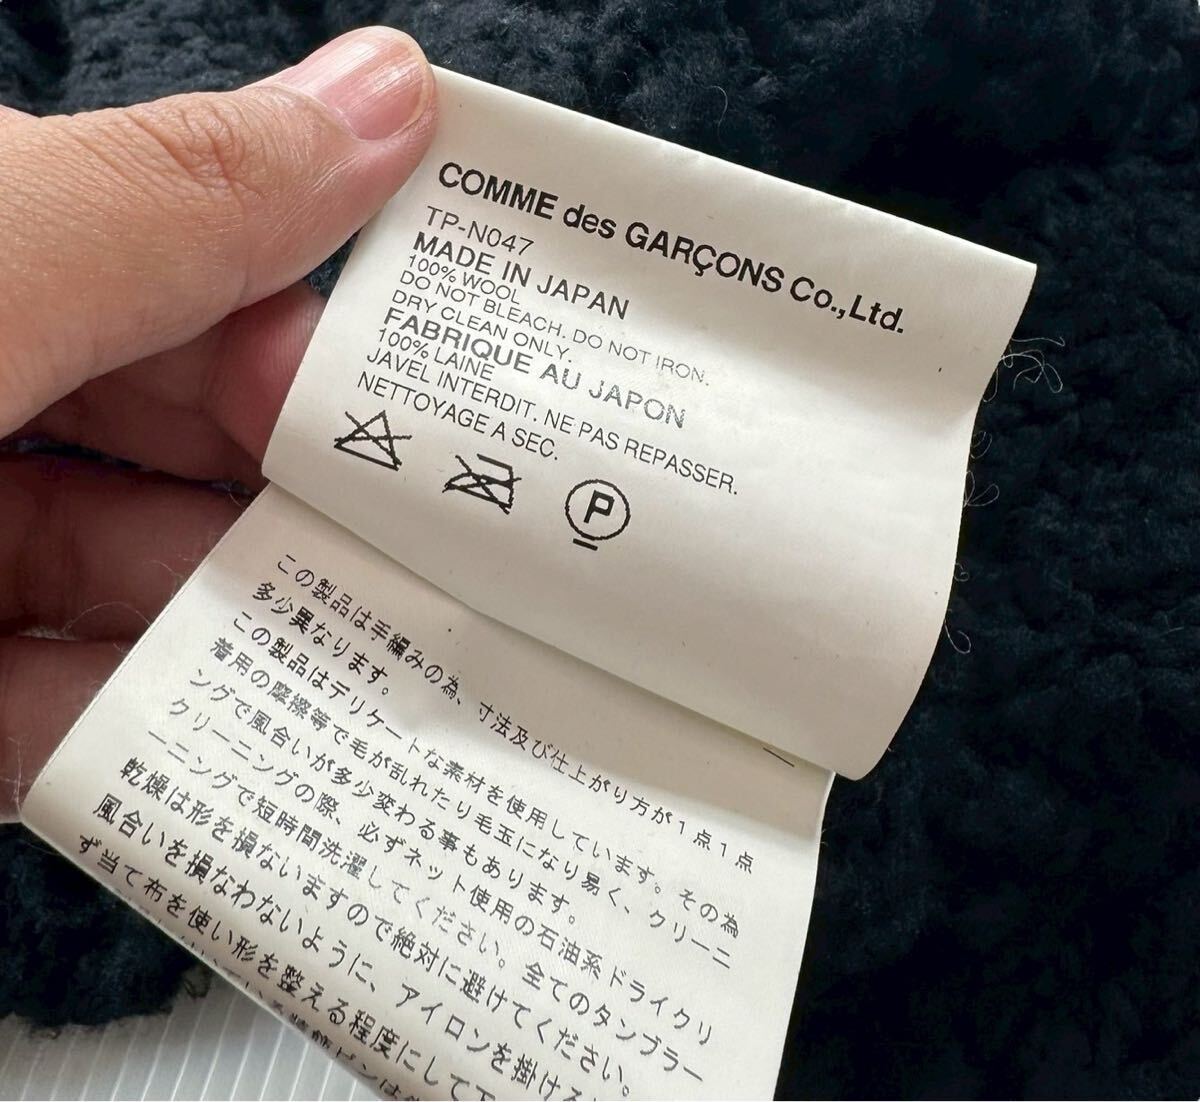 COMME des GARÇONS Co.,Ltd.
TP-N047
MADE IN JAPAN
100% WOOL
DO NOT BLEACH. DO NOT IRON.
DRY CLEAN ONLY.
FABRIQUE AU JAPON
100% LAINE
JAVEL INTERDIT. NE PAS REPASSER.
NETTOYAGE A SEC.
P
この製品は手編みの為、寸法及び仕上がり方が1点1点
多少異なります。
この製品はデリケートな素材を使用しています。その為
着用の摩擦等で毛が乱れたり毛玉になり易く、クリーニ
ングで風合いが多少変わる事もあります。
クリーニングの際、必ずネット使用の石油系ドライクリ
ーニングで短時間洗濯してください。全てのタンブラー
乾燥は形を損ないますので絶対に避けてください。
風合いを損なわないように、アイロンを掛ける
ず当て布を使い形を整える程度にして下